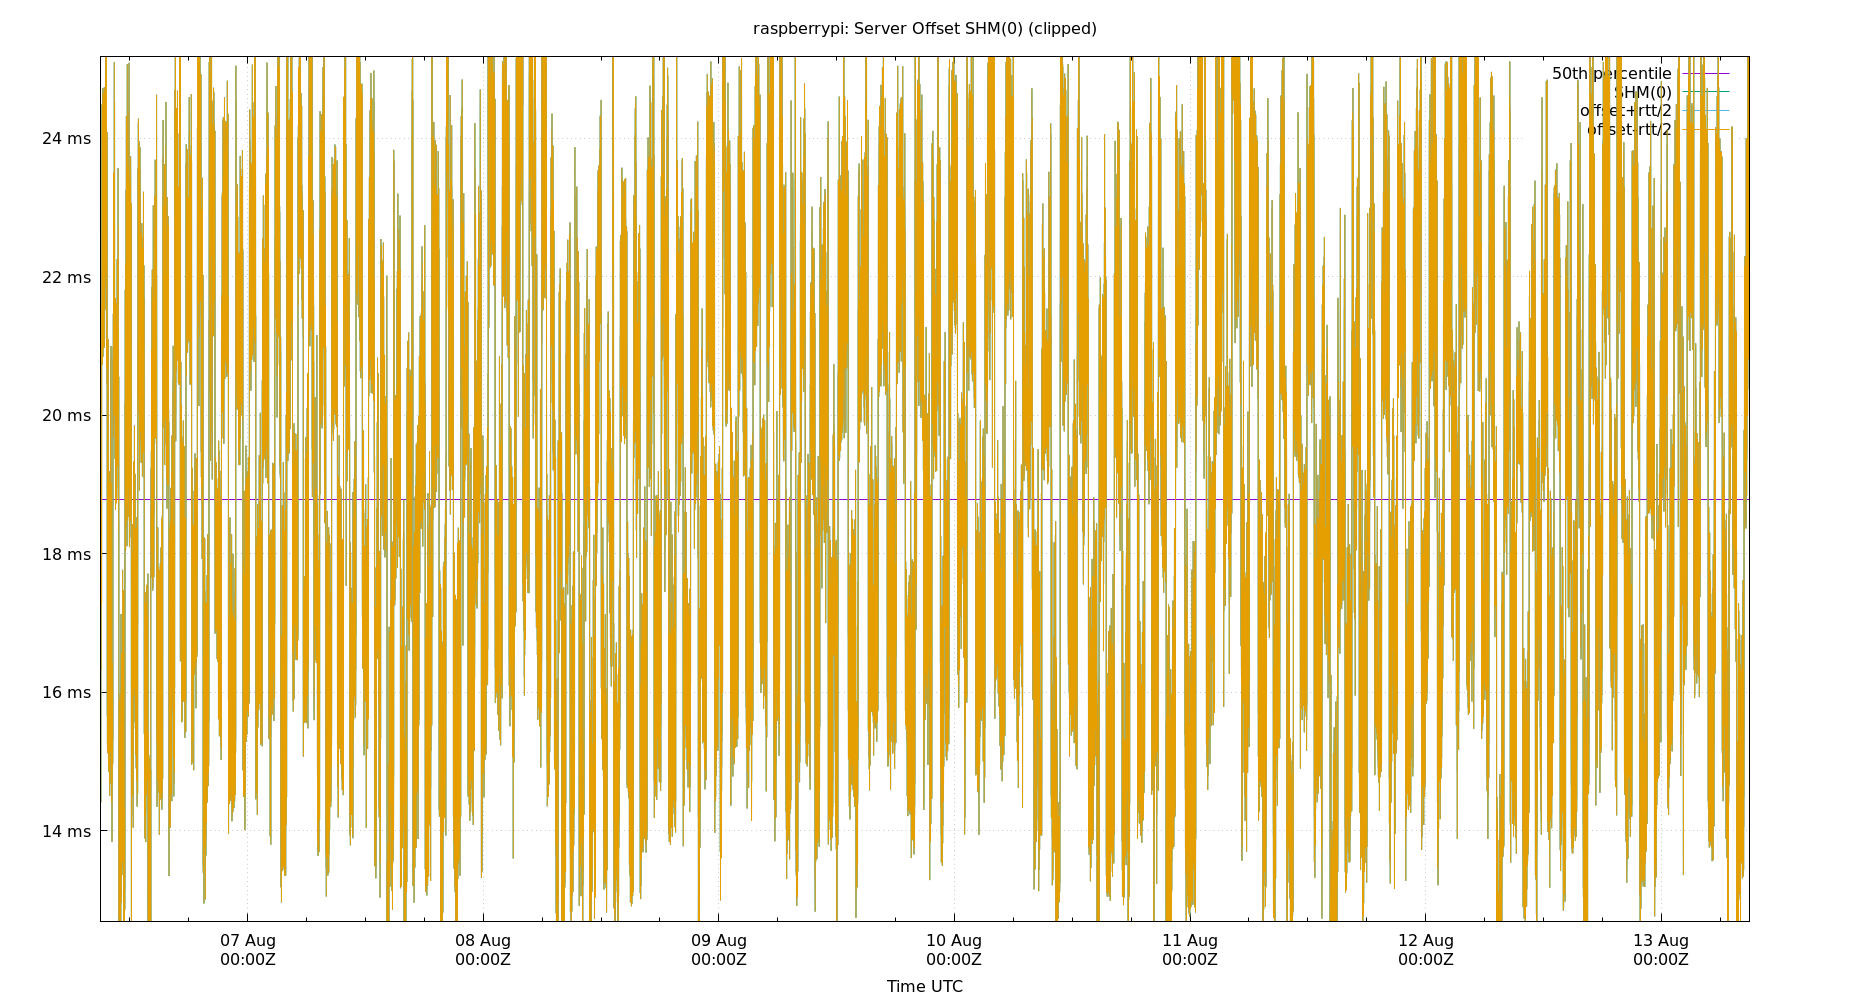 raspberrypi: Server Offset SHM(0) (clipped)
50th percentile
SHM(0)
offset+rtt/2
offset-rtt/2
24 ms
22 ms
20 ms
18 ms
16 ms
14 ms
07 Aug 08 Aug 09 Aug 10 Aug 11 Aug 12 Aug 13 Aug
00:00Z 00:00Z 00:00Z 00:00Z 00:00Z 00:00Z 00:00Z
Time UTC